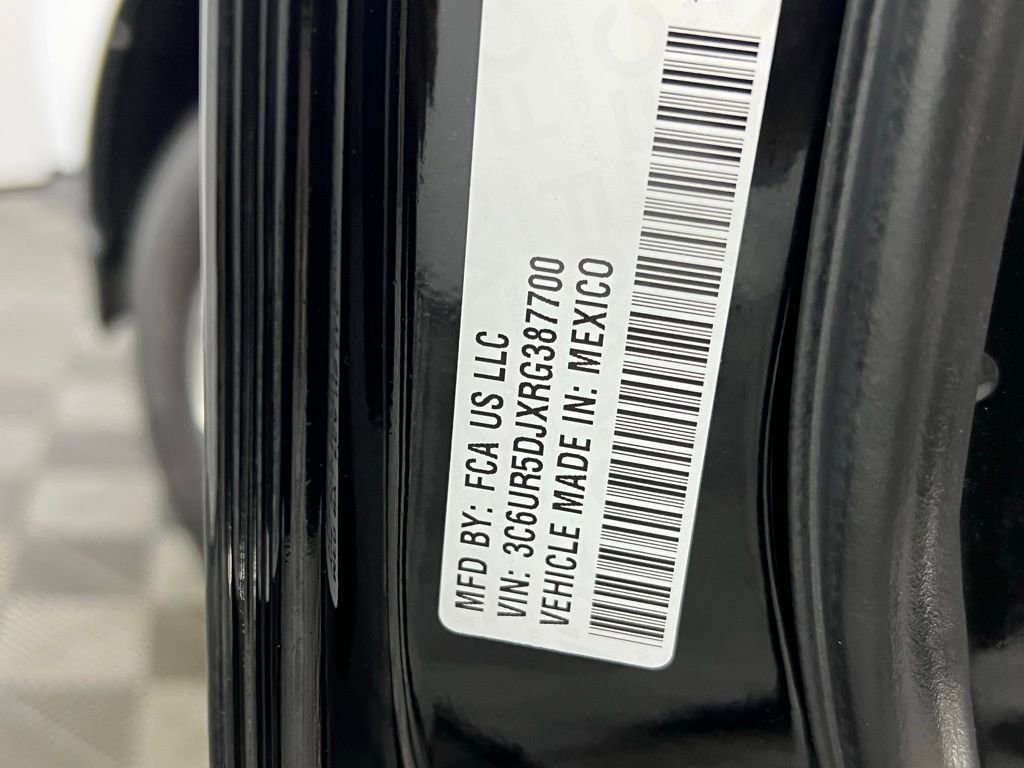 MFD BY: FCA US LLC
VIN: 3C6UR5DJXRG387700
VEHICLE MADE IN: MEXICO